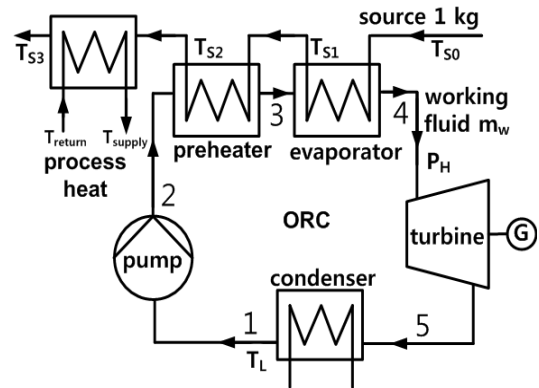 source 1 kg
T_S3
T_S2
T_S1
T_S0
3
4
working
fluid m_w
T_return
T_supply
process
heat
preheater
evaporator
P_H
2
ORC
turbine
G
pump
condenser
1
T_L
5